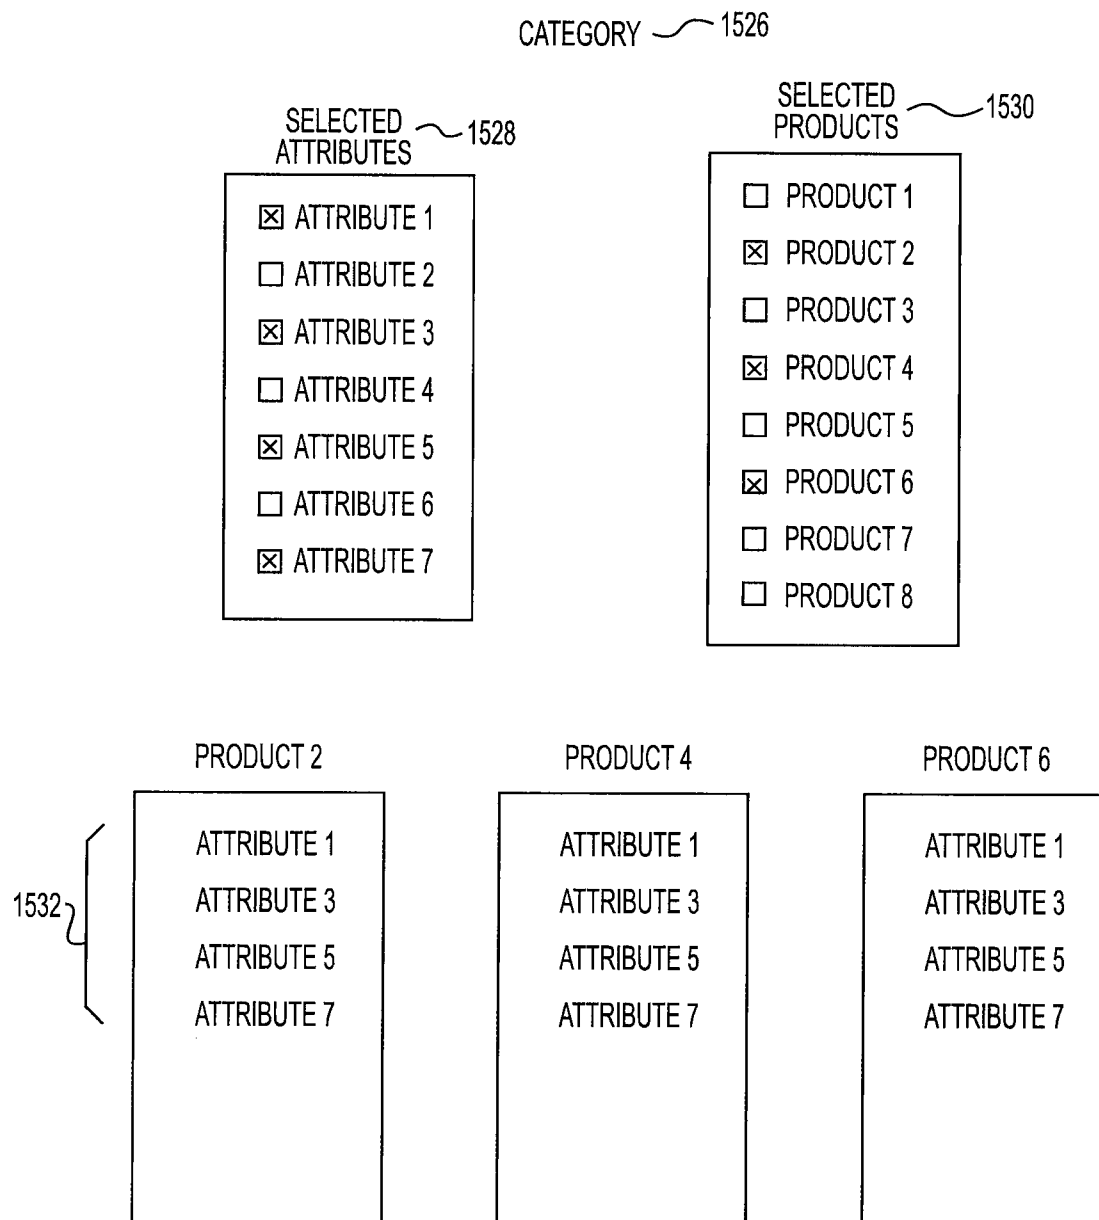 CATEGORY 1526
SELECTED ATTRIBUTES 1528
ATTRIBUTE 1
ATTRIBUTE 2
ATTRIBUTE 3
ATTRIBUTE 4
ATTRIBUTE 5
ATTRIBUTE 6
ATTRIBUTE 7
SELECTED PRODUCTS 1530
PRODUCT 1
PRODUCT 2
PRODUCT 3
PRODUCT 4
PRODUCT 5
PRODUCT 6
PRODUCT 7
PRODUCT 8
1532
PRODUCT 2
ATTRIBUTE 1
ATTRIBUTE 3
ATTRIBUTE 5
ATTRIBUTE 7
PRODUCT 4
ATTRIBUTE 1
ATTRIBUTE 3
ATTRIBUTE 5
ATTRIBUTE 7
PRODUCT 6
ATTRIBUTE 1
ATTRIBUTE 3
ATTRIBUTE 5
ATTRIBUTE 7